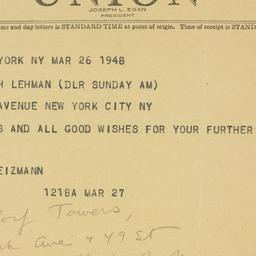 UNION
JOSEPH L. EGAN
PRESIDENT
ms and day letters is STANDARD TIME at point of origin. Time of receipt is STAND
YORK NY MAR 26 1948
H LEHMAN (DLR SUNDAY AM)
AVENUE NEW YORK CITY NY
S AND ALL GOOD WISHES FOR YOUR FURTHER
EIZMANN
1218A MAR 27
Towers,
Ave + 49 St